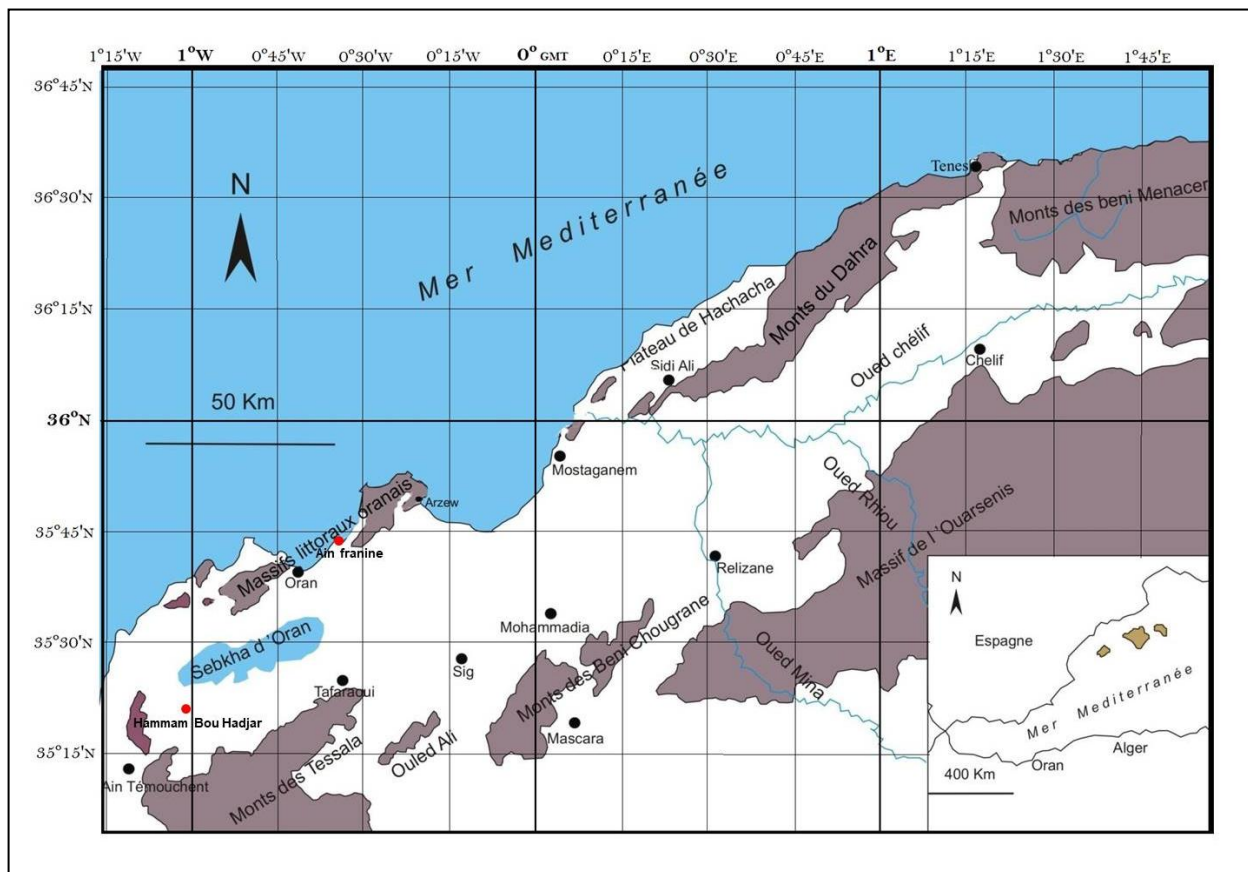 1°15'W 1°W 0°45'W 0°30'W 0°15'W 0° GMT 0°15'E 0°30'E 0°45'E 1°E 1°15'E 1°30'E 1°45'E
36°45'N
Tenes
36°30'N
N
Mer Mediterranée
Monts des beni Menacer
Monts du Dahra
36°15'N
Plateau de Hachacha
Sidi Ali
Oued chélif
Chelif
50 Km
36°N
Mostaganem
Oued Rhiou
Massif de l'Ouarsenis
Arzew
Massifs littoraux oranais
35°45'N
Ain franine
Oran
Relizane
Mohammadia
35°30'N
Sebkha d'Oran
Sig
Monts des Beni Chougrane
Oued Mina
Tafaraoui
Hammam Bou Hadjar
Mascara
35°15'N
Ouled Ali
Ain Témouchent
Monts des Tessala
N
Espagne
Mer Mediterranée
Alger
Oran
400 Km